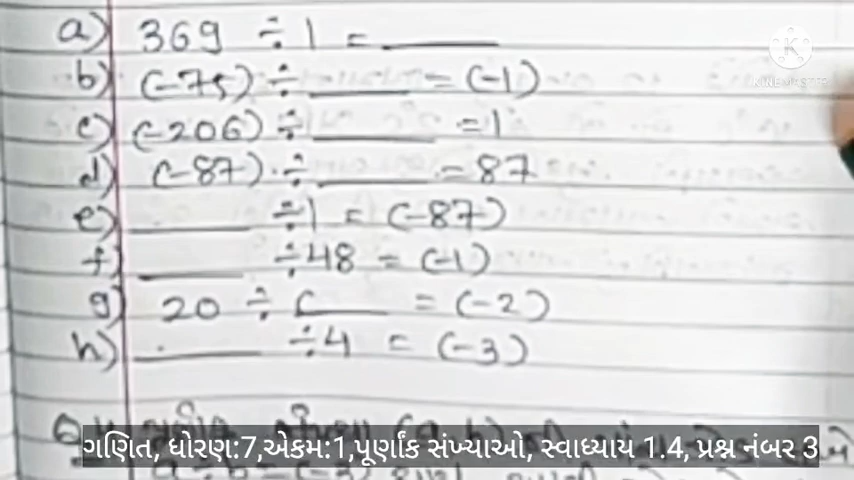 a) 369 ÷ 1 = ______
KINEMASTER
b) (-75) ÷ ______ = (-1)
c) (-206) ÷ ______ = 1
d) (-87) ÷ ______ = 87
e) ______ ÷ 1 = (-87)
f) ______ ÷ 48 = (-1)
g) 20 ÷ ( ______ = (-2)
h) ______ ÷ 4 = (-3)
ગણિત, ધોરણ:7,એકમ:1,પૂર્ણાંક સંખ્યાઓ, સ્વાધ્યાય 1.4, પ્રશ્ન નંબર 3